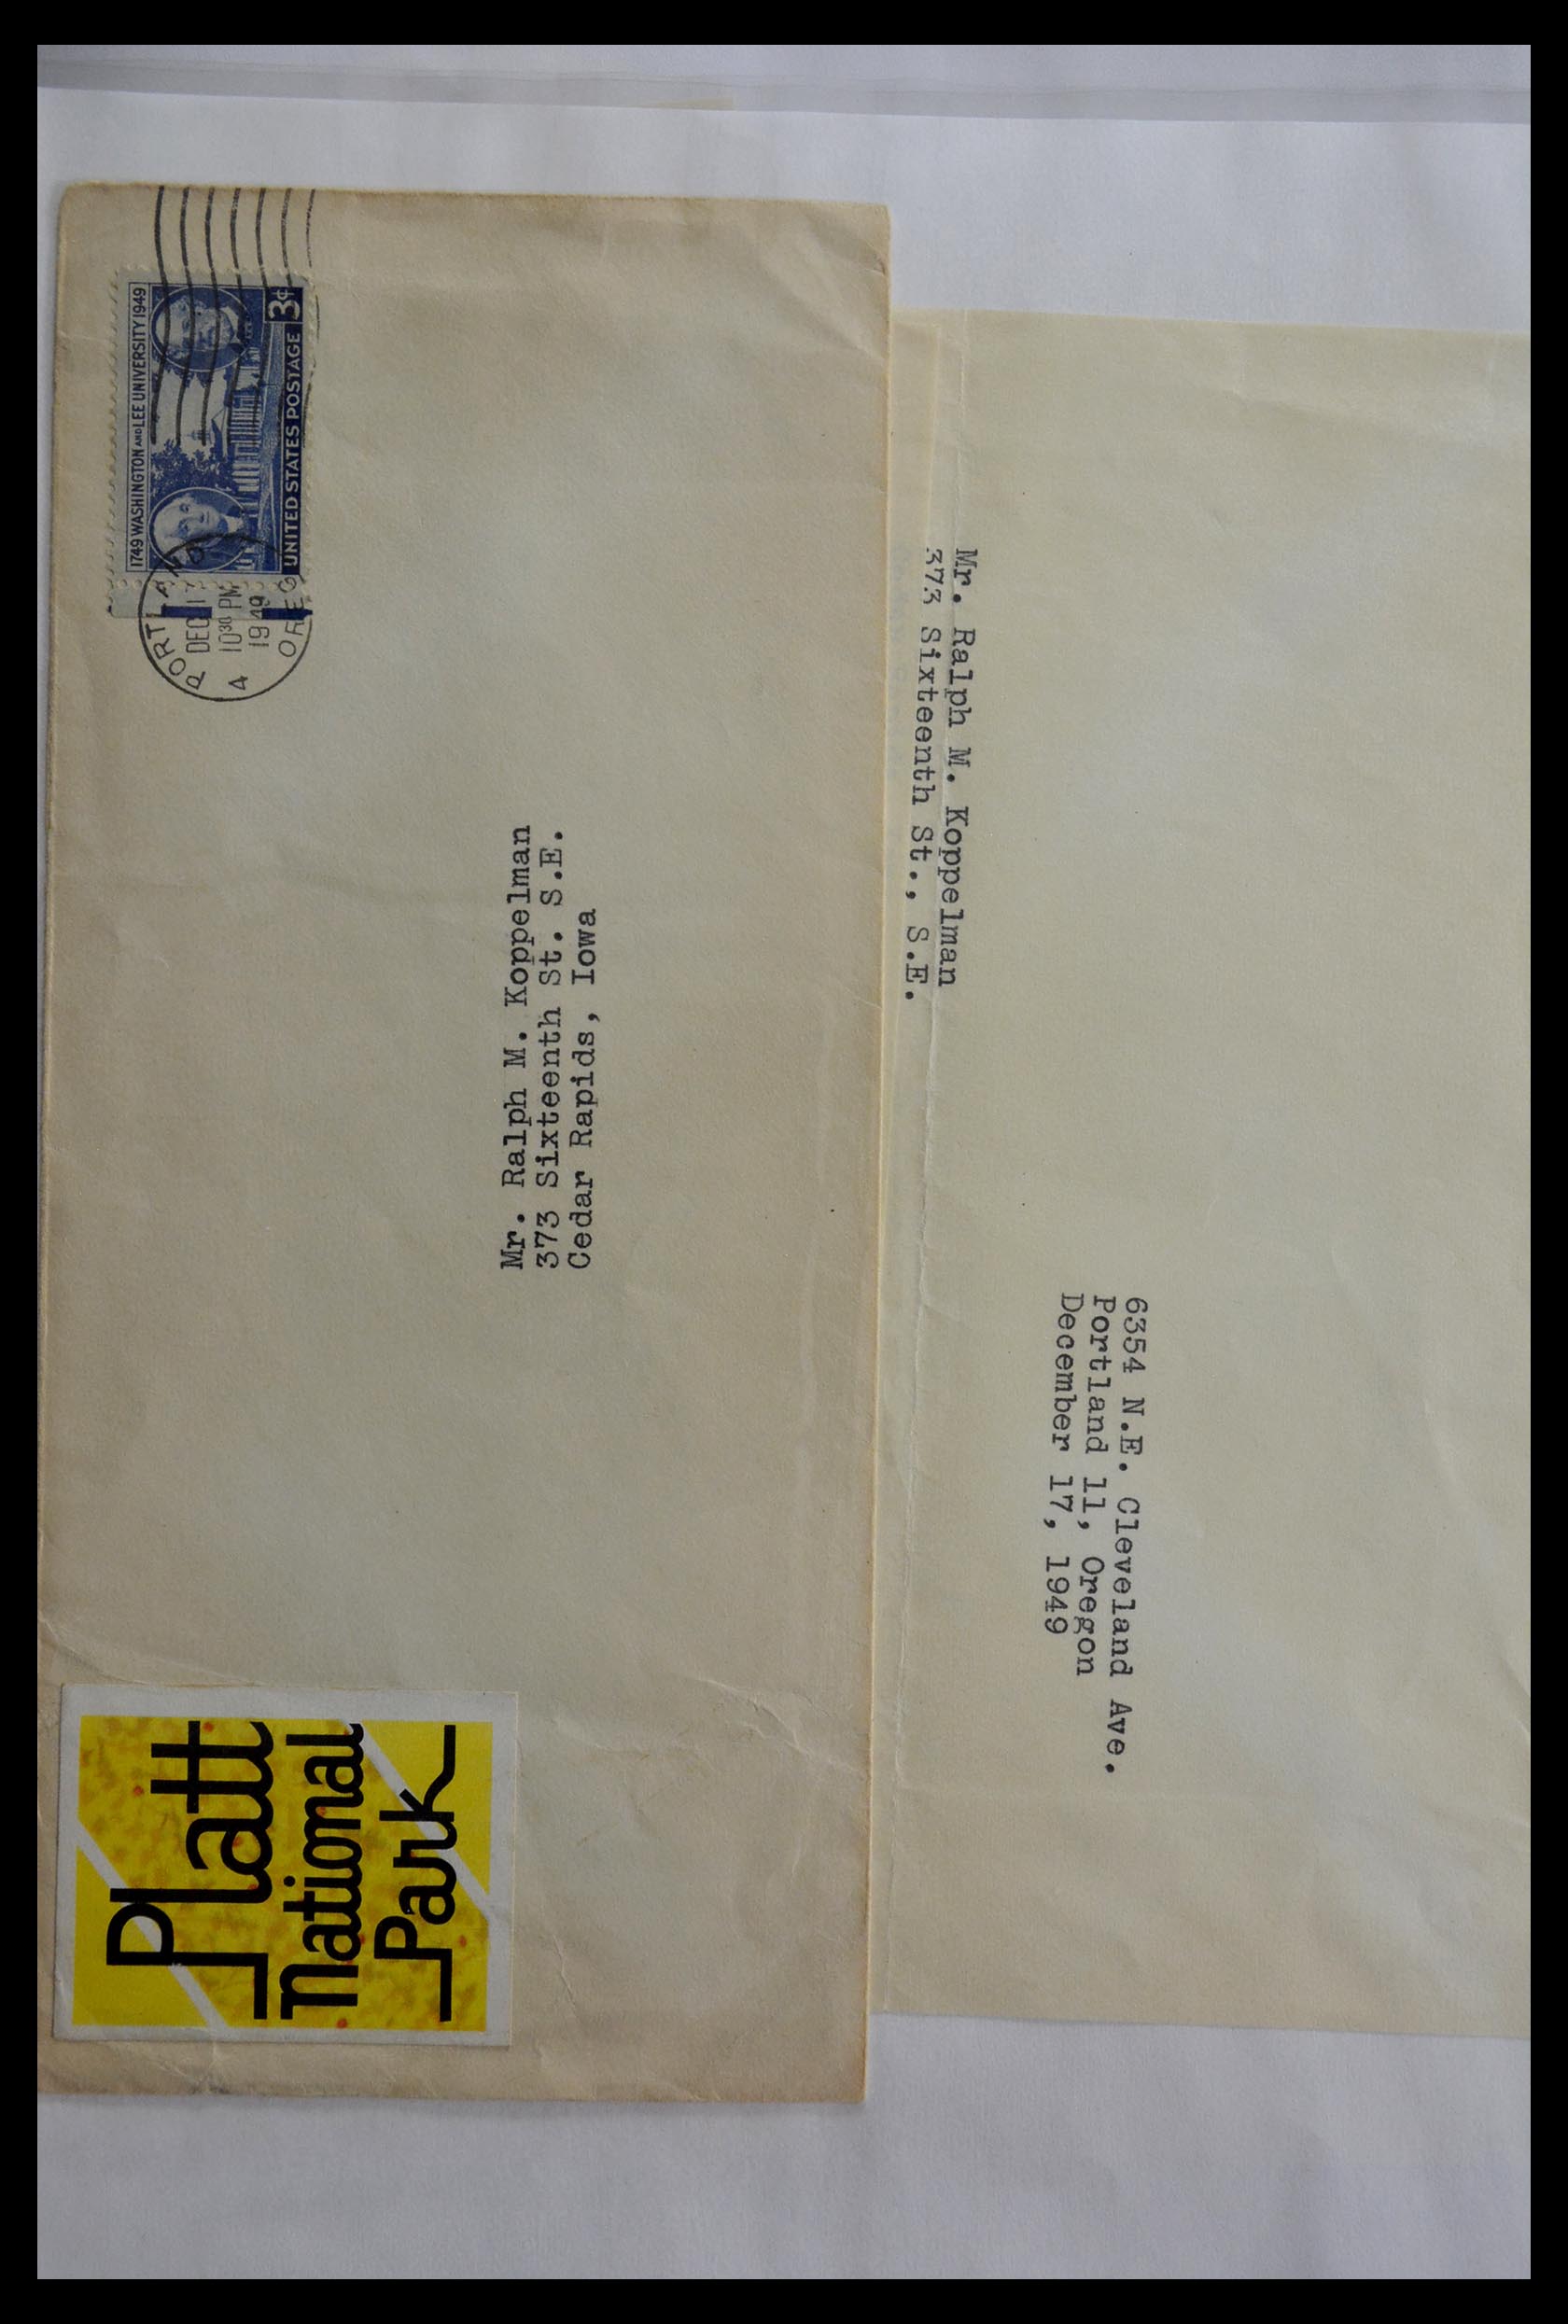 1749 WASHINGTON AND LEE UNIVERSITY 1949
3¢
UNITED STATES POSTAGE
PORTLAND
DEC 17
4 10 30 PM
1949
OREG
Mr. Ralph M. Koppelman
373 Sixteenth St. S.E.
Cedar Rapids, Iowa
Platt
National
Park
6354 N.E. Cleveland Ave.
Portland 11, Oregon
December 17, 1949
Mr. Ralph M. Koppelman
373 Sixteenth St., S.E.